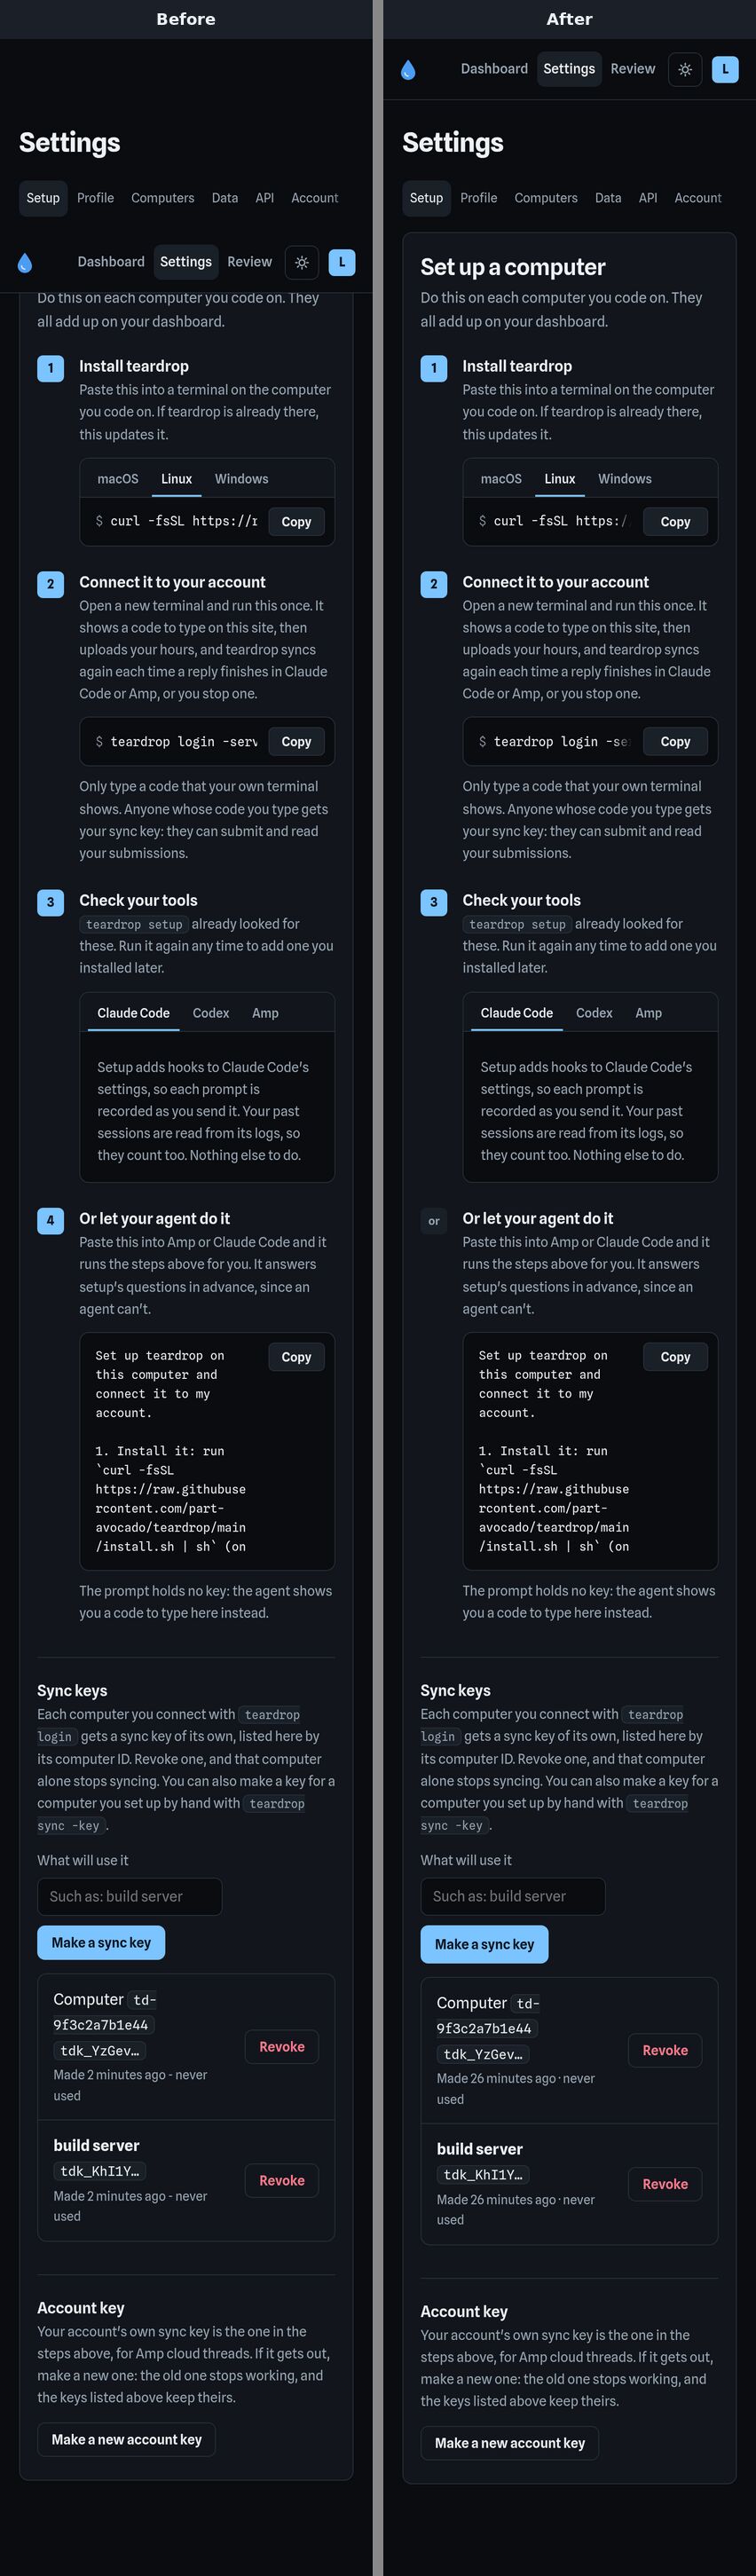 Before
Settings
Setup Profile Computers Data API Account
Dashboard Settings Review L
Do this on each computer you code on. They
all add up on your dashboard.
1 Install teardrop
Paste this into a terminal on the computer
you code on. If teardrop is already there,
this updates it.
macOS Linux Windows
$ curl -fsSL https://r Copy
2 Connect it to your account
Open a new terminal and run this once. It
shows a code to type on this site, then
uploads your hours, and teardrop syncs
again each time a reply finishes in Claude
Code or Amp, or you stop one.
$ teardrop login -serv Copy
Only type a code that your own terminal
shows. Anyone whose code you type gets
your sync key: they can submit and read
your submissions.
3 Check your tools
teardrop setup already looked for
these. Run it again any time to add one you
installed later.
Claude Code Codex Amp
Setup adds hooks to Claude Code's
settings, so each prompt is
recorded as you send it. Your past
sessions are read from its logs, so
they count too. Nothing else to do.
4 Or let your agent do it
Paste this into Amp or Claude Code and it
runs the steps above for you. It answers
setup's questions in advance, since an
agent can't.
Set up teardrop on Copy
this computer and
connect it to my
account.
1. Install it: run
`curl -fsSL
https://raw.githubuse
rcontent.com/part-
avocado/teardrop/main
/install.sh | sh` (on
The prompt holds no key: the agent shows
you a code to type here instead.
Sync keys
Each computer you connect with teardrop
login gets a sync key of its own, listed here by
its computer ID. Revoke one, and that computer
alone stops syncing. You can also make a key for a
computer you set up by hand with teardrop
sync -key.
What will use it
Such as: build server
Make a sync key
Computer td-
9f3c2a7b1e44
tdk_YzGev… Revoke
Made 2 minutes ago - never
used
build server
tdk_KhI1Y… Revoke
Made 2 minutes ago - never
used
Account key
Your account's own sync key is the one in the
steps above, for Amp cloud threads. If it gets out,
make a new one: the old one stops working, and
the keys listed above keep theirs.
Make a new account key
After
Dashboard Settings Review L
Settings
Setup Profile Computers Data API Account
Set up a computer
Do this on each computer you code on. They
all add up on your dashboard.
1 Install teardrop
Paste this into a terminal on the computer
you code on. If teardrop is already there,
this updates it.
macOS Linux Windows
$ curl -fsSL https:/ Copy
2 Connect it to your account
Open a new terminal and run this once. It
shows a code to type on this site, then
uploads your hours, and teardrop syncs
again each time a reply finishes in Claude
Code or Amp, or you stop one.
$ teardrop login -se Copy
Only type a code that your own terminal
shows. Anyone whose code you type gets
your sync key: they can submit and read
your submissions.
3 Check your tools
teardrop setup already looked for
these. Run it again any time to add one you
installed later.
Claude Code Codex Amp
Setup adds hooks to Claude Code's
settings, so each prompt is
recorded as you send it. Your past
sessions are read from its logs, so
they count too. Nothing else to do.
or Or let your agent do it
Paste this into Amp or Claude Code and it
runs the steps above for you. It answers
setup's questions in advance, since an
agent can't.
Set up teardrop on Copy
this computer and
connect it to my
account.
1. Install it: run
`curl -fsSL
https://raw.githubuse
rcontent.com/part-
avocado/teardrop/main
/install.sh | sh` (on
The prompt holds no key: the agent shows
you a code to type here instead.
Sync keys
Each computer you connect with teardrop
login gets a sync key of its own, listed here by
its computer ID. Revoke one, and that computer
alone stops syncing. You can also make a key for a
computer you set up by hand with teardrop
sync -key.
What will use it
Such as: build server
Make a sync key
Computer td-
9f3c2a7b1e44
tdk_YzGev… Revoke
Made 26 minutes ago · never
used
build server
tdk_KhI1Y… Revoke
Made 26 minutes ago · never
used
Account key
Your account's own sync key is the one in the
steps above, for Amp cloud threads. If it gets out,
make a new one: the old one stops working, and
the keys listed above keep theirs.
Make a new account key